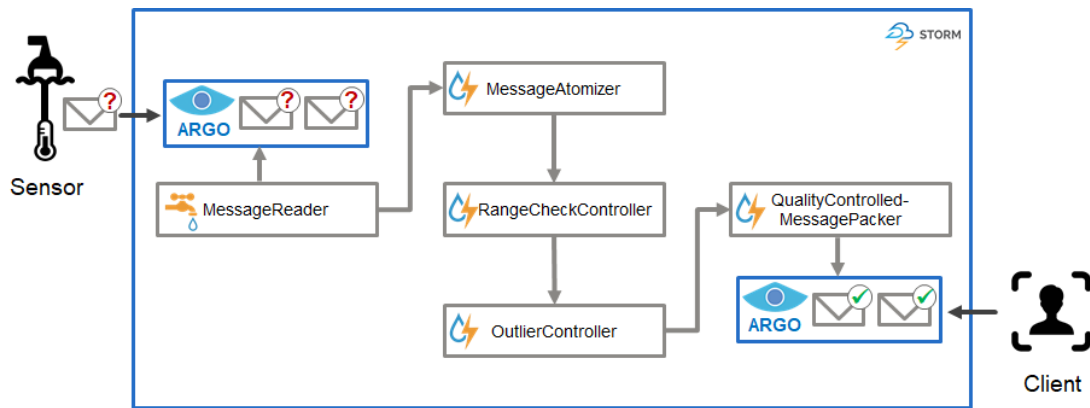 STORM
?
?
?
ARGO
Sensor
MessageAtomizer
MessageReader
RangeCheckController
QualityControlled-
MessagePacker
OutlierController
ARGO
Client